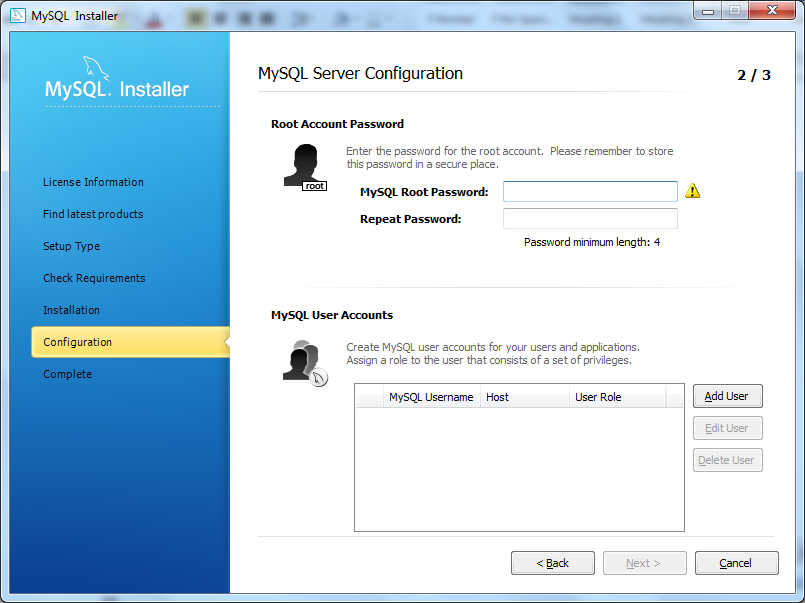 MySQL Installer
MySQL Installer
License Information
Find latest products
Setup Type
Check Requirements
Installation
Configuration
Complete
MySQL Server Configuration
2 / 3
Root Account Password
Enter the password for the root account. Please remember to store
this password in a secure place.
root
MySQL Root Password:
Repeat Password:
Password minimum length: 4
MySQL User Accounts
Create MySQL user accounts for your users and applications.
Assign a role to the user that consists of a set of privileges.
MySQL Username Host User Role
Add User
Edit User
Delete User
< Back Next > Cancel